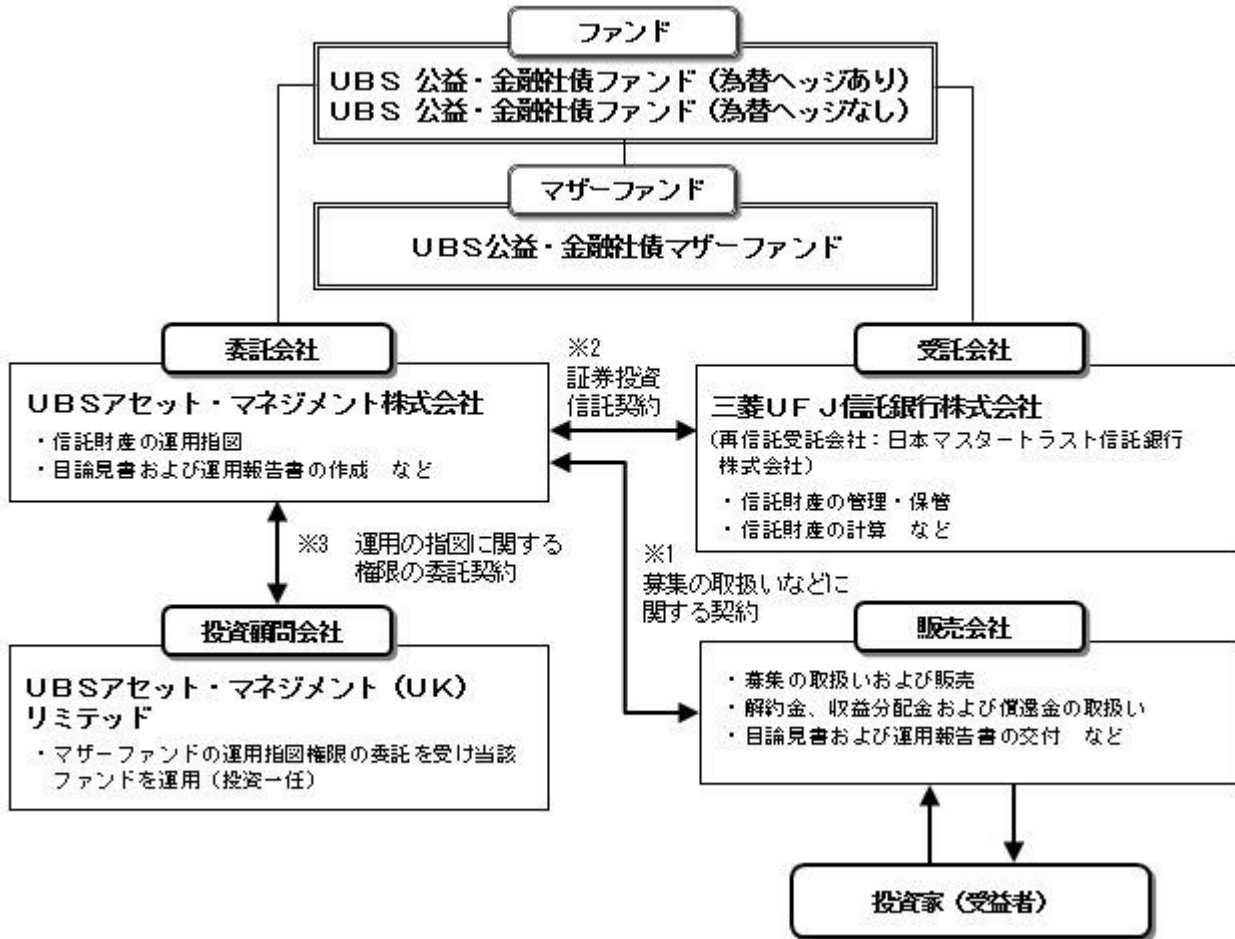 ファンド
UBS 公益・金融社債ファンド（為替ヘッジあり）
UBS 公益・金融社債ファンド（為替ヘッジなし）
マザーファンド
UBS公益・金融社債マザーファンド
委託会社
UBSアセット・マネジメント株式会社
・信託財産の運用指図
・目論見書および運用報告書の作成　など
※2
証券投資
信託契約
受託会社
三菱UFJ信託銀行株式会社
（再信託受託会社：日本マスタートラスト信託銀行
株式会社）
・信託財産の管理・保管
・信託財産の計算　など
※3　運用の指図に関する
権限の委託契約
※1
募集の取扱いなどに
関する契約
投資顧問会社
UBSアセット・マネジメント（UK）
リミテッド
・マザーファンドの運用指図権限の委託を受け当該
ファンドを運用（投資一任）
販売会社
・募集の取扱いおよび販売
・解約金、収益分配金および償還金の取扱い
・目論見書および運用報告書の交付　など
投資家（受益者）